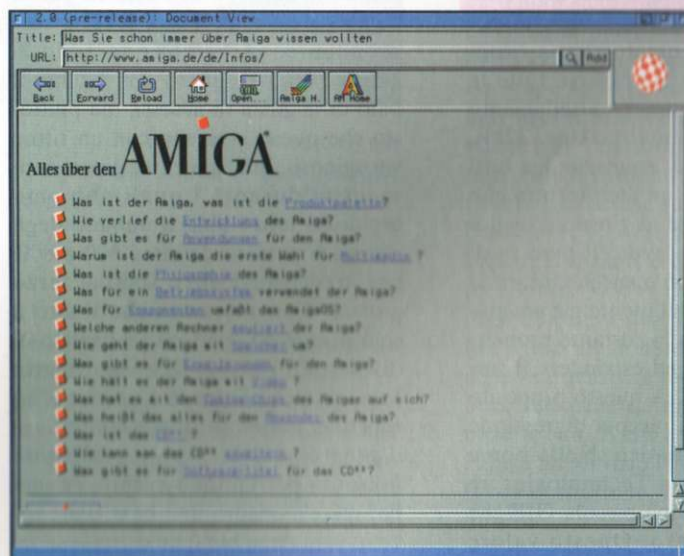 2.0 (pre-release): Document View
Title: Was Sie schon immer über Amiga wissen wollten
URL: http://www.amiga.de/de/Infos/
Add
Back Forward Reload Home Open... Amiga H. AM Home
Alles über den AMIGA
Was ist der Amiga, was ist die Produktpalette?
Wie verlief die Entwicklung des Amiga?
Was gibt es für Anwendungen für den Amiga?
Warum ist der Amiga die erste Wahl für Multimedia ?
Was ist die Philosophie des Amiga?
Was für ein Betriebssystem verwendet der Amiga?
Was für Komponenten umfaßt das AmigaOS?
Welche anderen Rechner emuliert der Amiga?
Wie geht der Amiga mit Speicher um?
Was gibt es für Erweiterungen für den Amiga?
Wie hält es der Amiga mit Video ?
Was hat es mit den Custom-Chips des Amigas auf sich?
Was heißt das alles für den Anwender des Amiga?
Was ist das CD³² ?
Wie kann man das CD³² erweitern ?
Was gibt es für Softwaretitel für das CD³²?